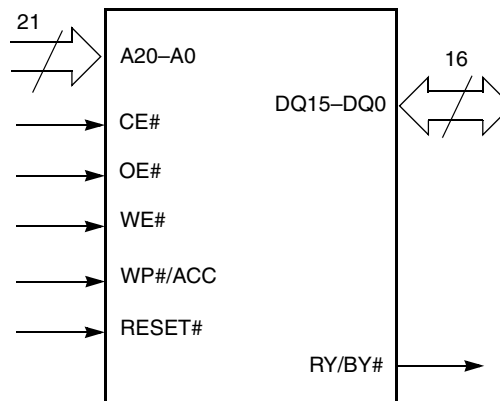 21
A20–A0
16
DQ15–DQ0
CE#
OE#
WE#
WP#/ACC
RESET#
RY/BY#